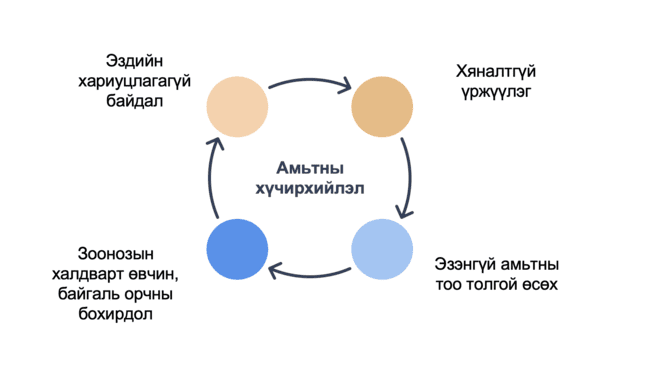 Эздийн
хариуцлагагүй
байдал
Хяналтгүй
үржүүлэг
Амьтны
хүчирхийлэл
Зоонозын
халдварт өвчин,
байгаль орчны
бохирдол
Эзэнгүй амьтны
тоо толгой өсөх